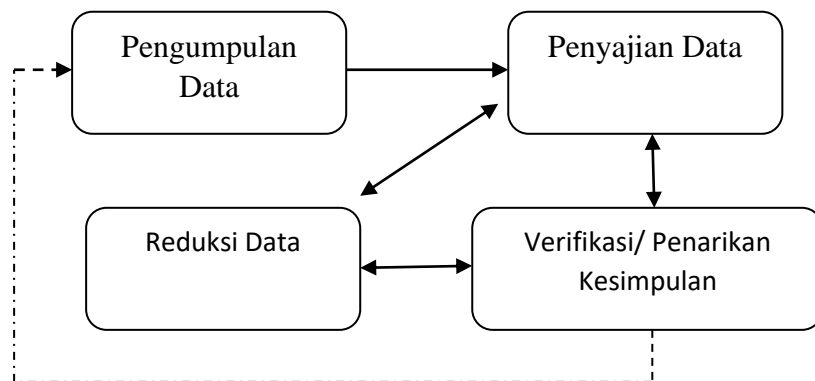 Pengumpulan
Data
Penyajian Data
Reduksi Data
Verifikasi/ Penarikan
Kesimpulan